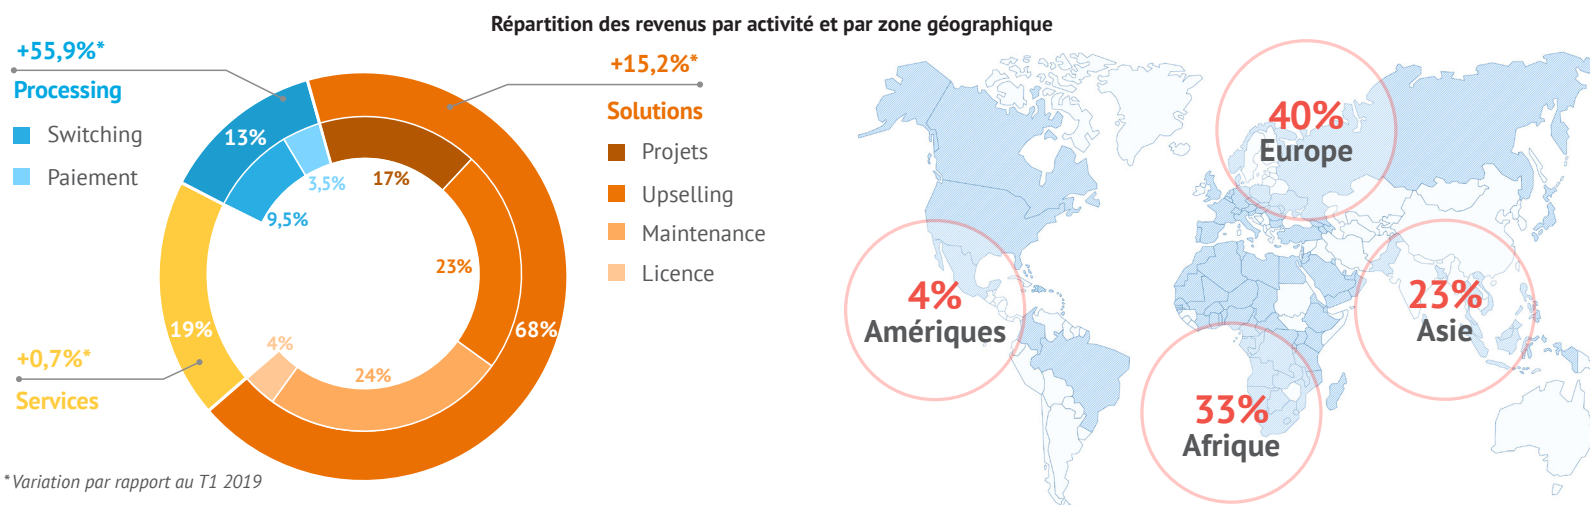 Répartition des revenus par activité et par zone géographique
+55,9%*
Processing
Switching
Paiement
13%
3,5%
9,5%
+15,2%*
Solutions
Projets
Upselling
Maintenance
Licence
17%
23%
68%
24%
4%
19%
+0,7%*
Services
*Variation par rapport au T1 2019
40%
Europe
4%
Amériques
23%
Asie
33%
Afrique